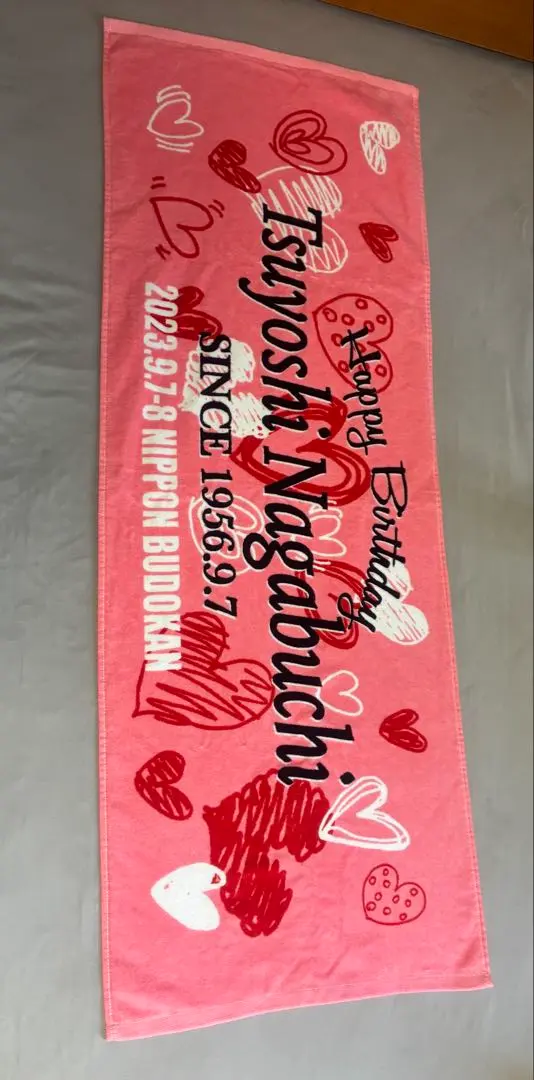 Happy Birthday
Tsuyoshi Nagabuchi
SINCE 1956.9.7
2023.9.7-8 NIPPON BUDOKAN